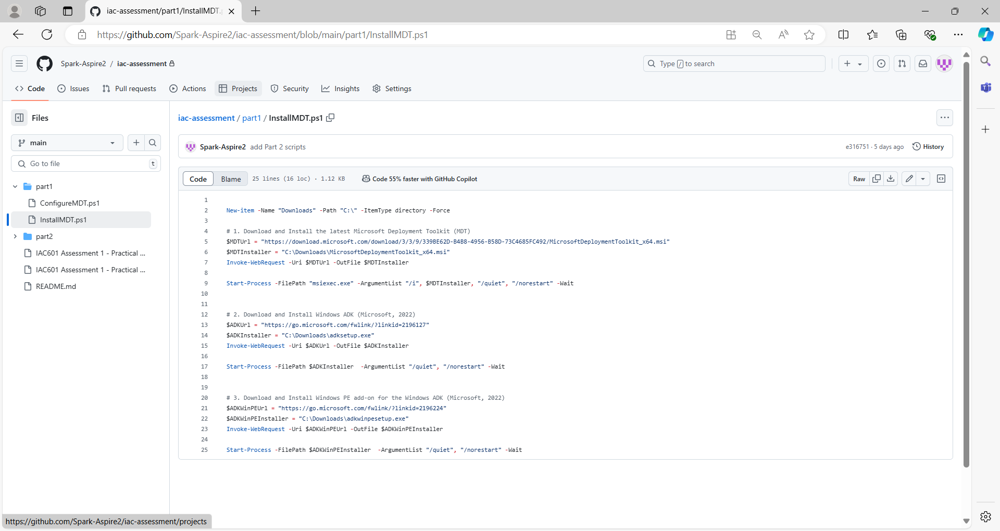 iac-assessment/part1/InstallMDT.
https://github.com/Spark-Aspire2/iac-assessment/blob/main/part1/InstallMDT.ps1
Spark-Aspire2 / iac-assessment
Type / to search
Code Issues Pull requests Actions Projects Security Insights Settings
Files
iac-assessment / part1 / InstallMDT.ps1
main
Spark-Aspire2 add Part 2 scripts
e316751 · 5 days ago History
Go to file t
Code Blame 25 lines (16 loc) · 1.12 KB Code 55% faster with GitHub Copilot Raw
part1
ConfigureMDT.ps1
InstallMDT.ps1
part2
IAC601 Assessment 1 - Practical ...
IAC601 Assessment 1 - Practical ...
README.md
1
2 New-item -Name "Downloads" -Path "C:\" -ItemType directory -Force
3
4 # 1. Download and Install the latest Microsoft Deployment Toolkit (MDT)
5 $MDTUrl = "https://download.microsoft.com/download/3/3/9/339BE62D-B4B8-4956-B58D-73C4685FC492/MicrosoftDeploymentToolkit_x64.msi"
6 $MDTInstaller = "C:\Downloads\MicrosoftDeploymentToolkit_x64.msi"
7 Invoke-WebRequest -Uri $MDTUrl -OutFile $MDTInstaller
8
9 Start-Process -FilePath "msiexec.exe" -ArgumentList "/i", $MDTInstaller, "/quiet", "/norestart" -Wait
10
11
12 # 2. Download and Install Windows ADK (Microsoft, 2022)
13 $ADKUrl = "https://go.microsoft.com/fwlink/?linkid=2196127"
14 $ADKInstaller = "C:\Downloads\adksetup.exe"
15 Invoke-WebRequest -Uri $ADKUrl -OutFile $ADKInstaller
16
17 Start-Process -FilePath $ADKInstaller  -ArgumentList "/quiet", "/norestart" -Wait
18
19
20 # 3. Download and Install Windows PE add-on for the Windows ADK (Microsoft, 2022)
21 $ADKWinPEUrl = "https://go.microsoft.com/fwlink/?linkid=2196224"
22 $ADKWinPEInstaller = "C:\Downloads\adkwinpesetup.exe"
23 Invoke-WebRequest -Uri $ADKWinPEUrl -OutFile $ADKWinPEInstaller
24
25 Start-Process -FilePath $ADKWinPEInstaller  -ArgumentList "/quiet", "/norestart" -Wait
https://github.com/Spark-Aspire2/iac-assessment/projects